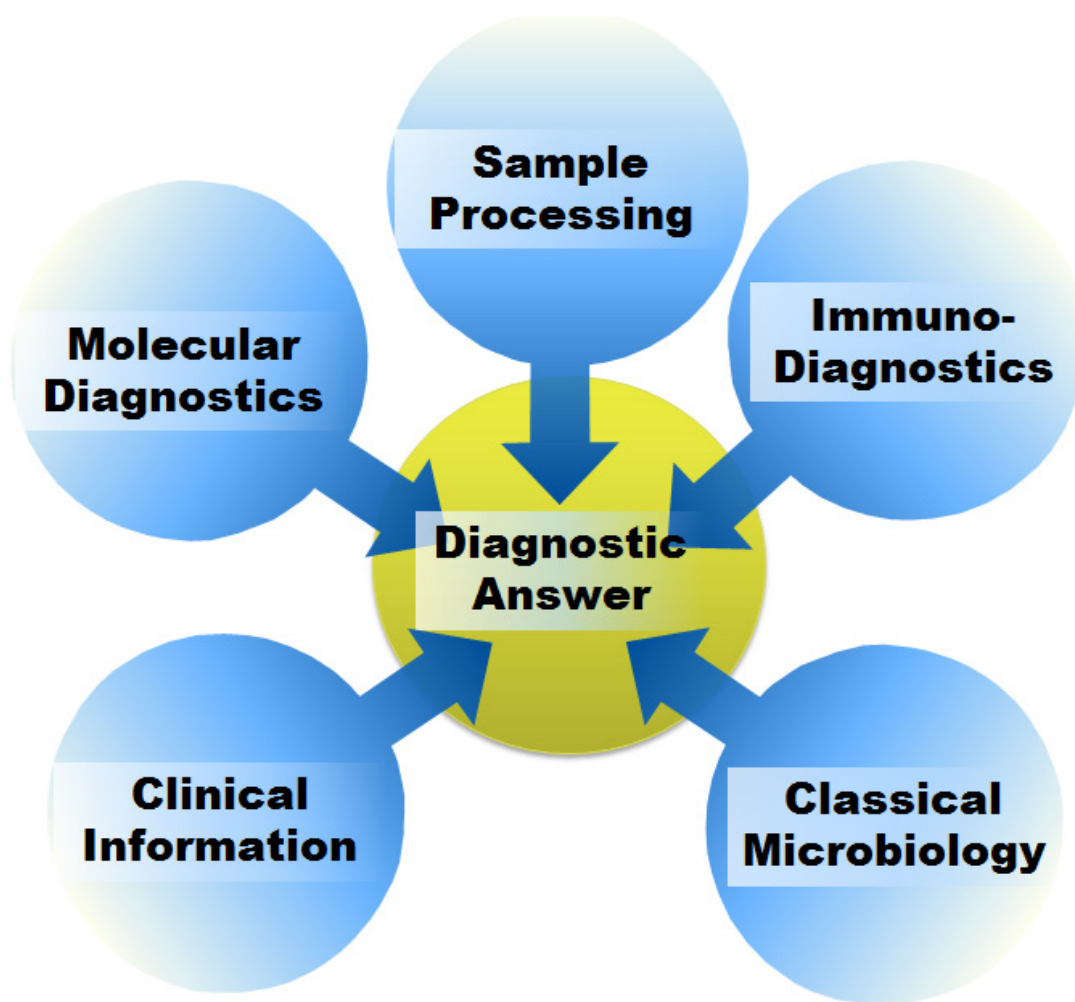 Sample
Processing
Molecular
Diagnostics
Immuno-
Diagnostics
Diagnostic
Answer
Clinical
Information
Classical
Microbiology